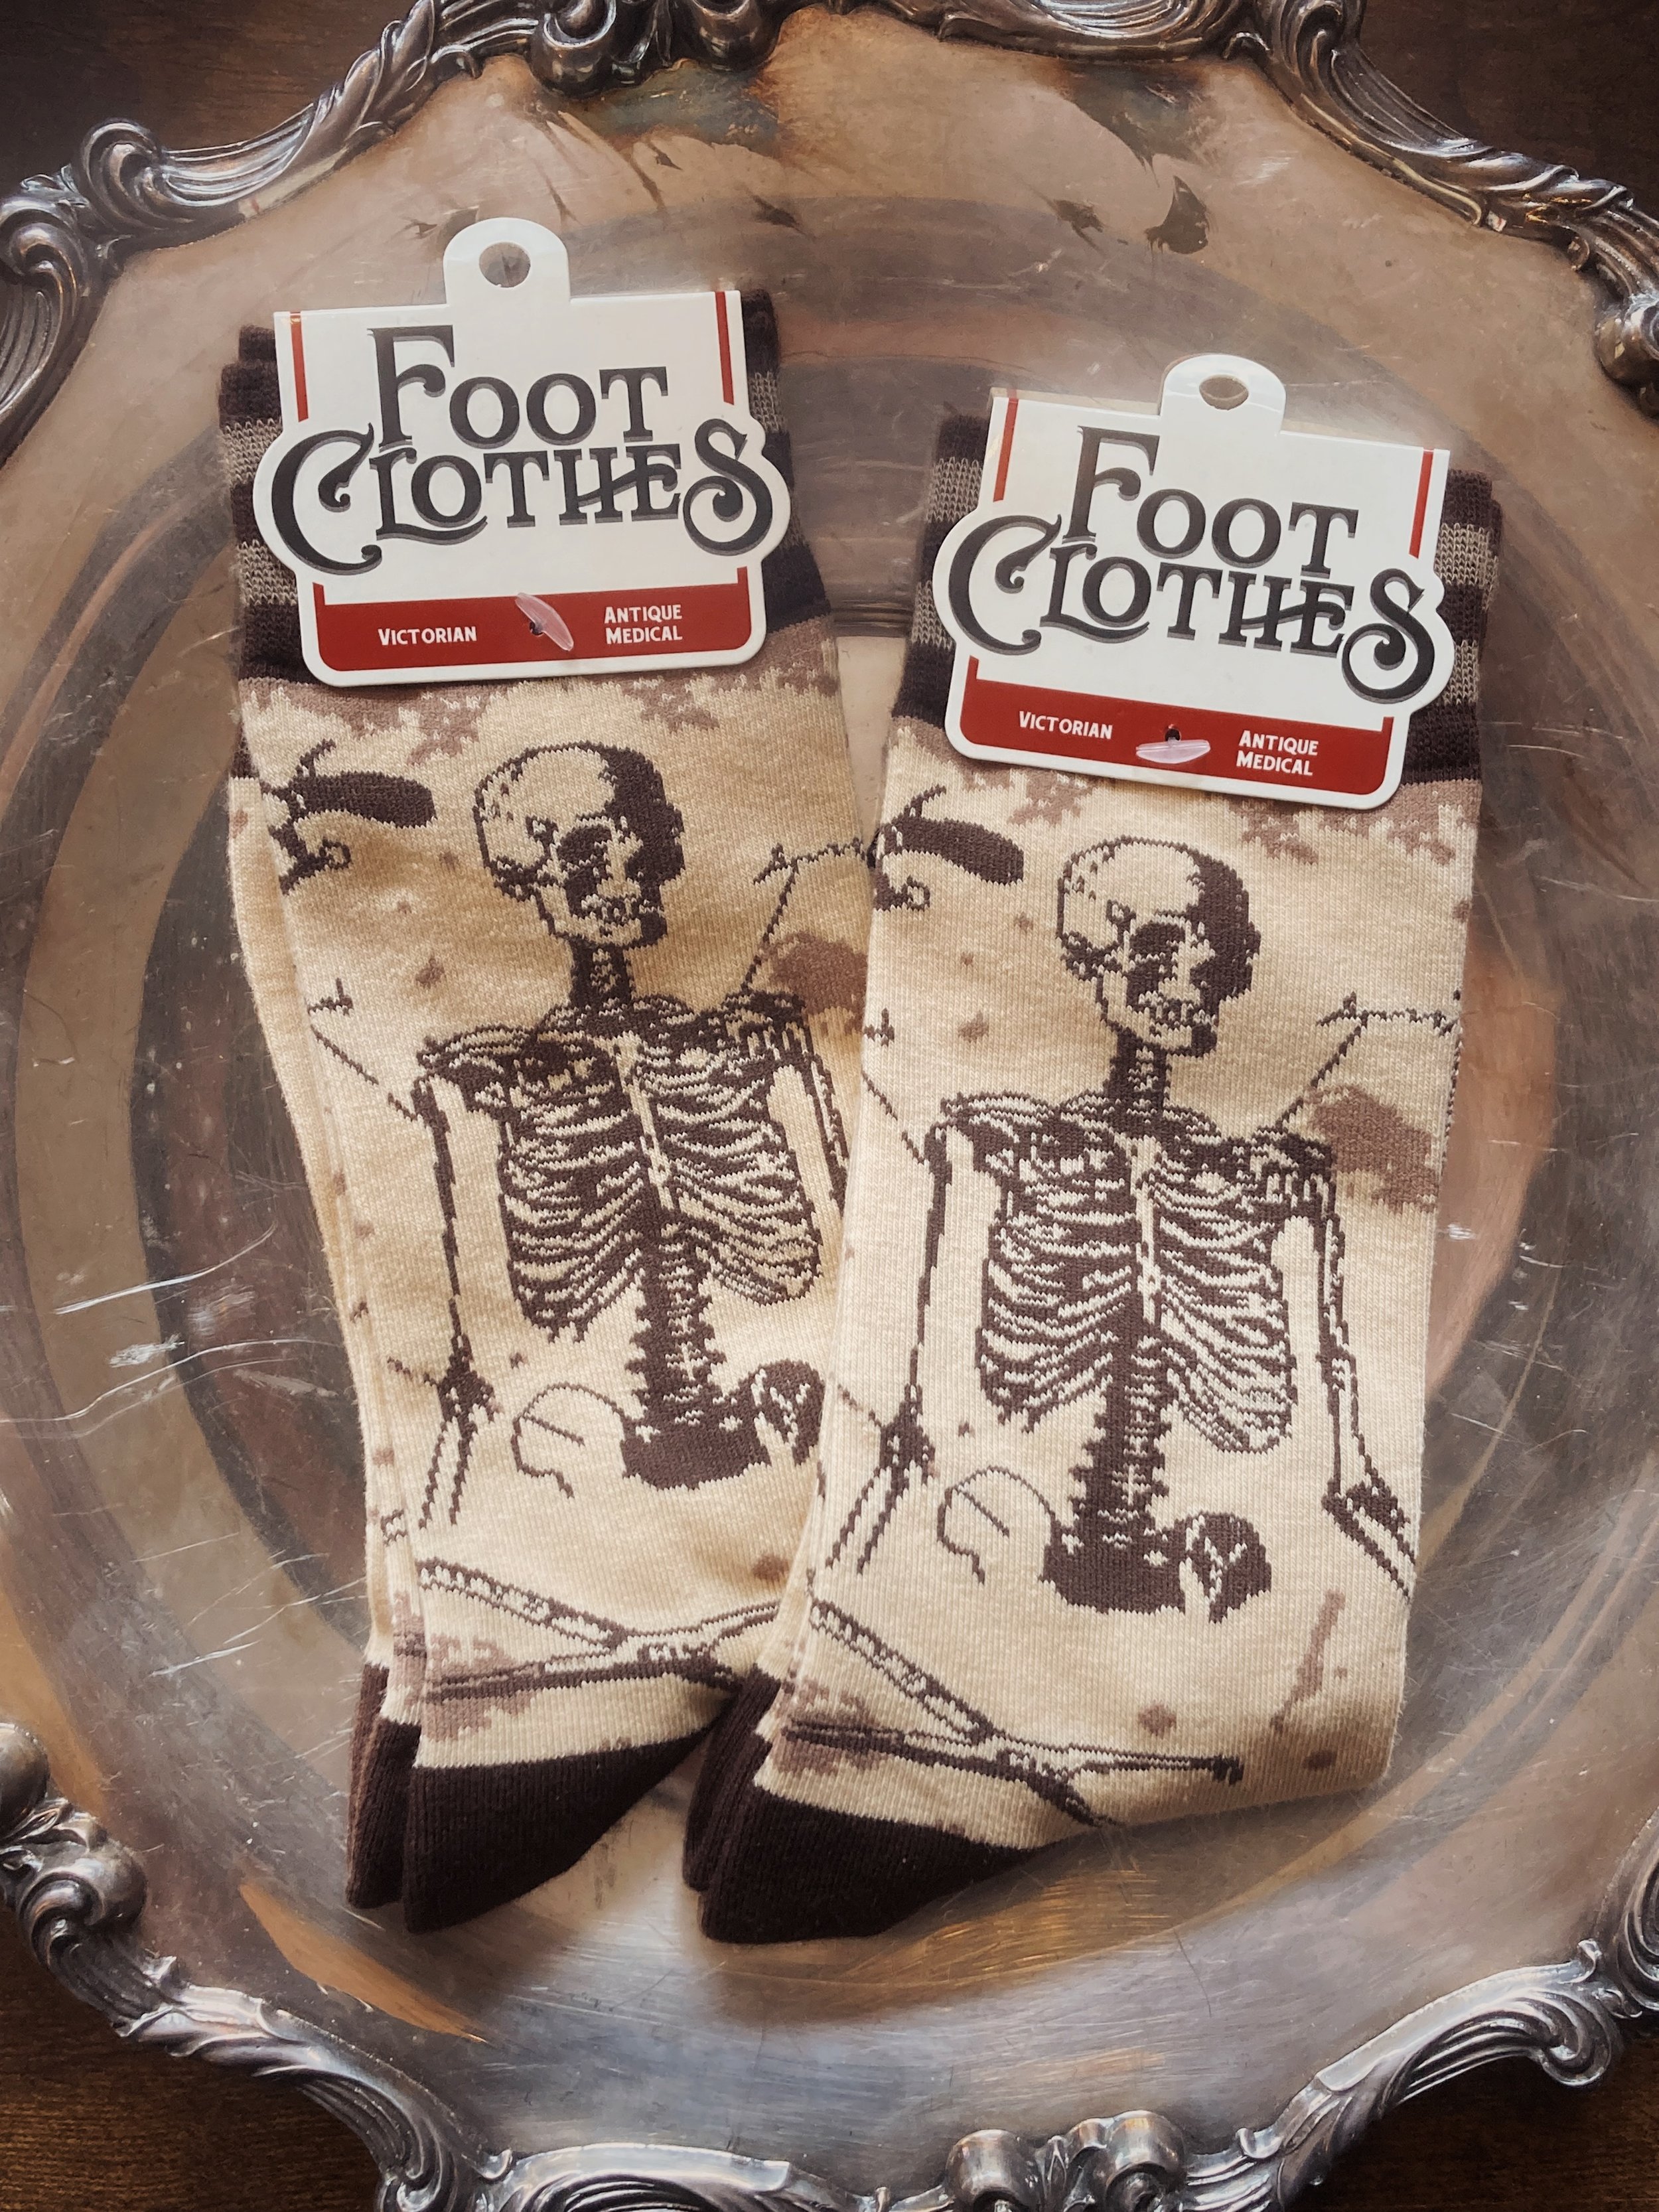 FOOT
CLOTHES
VICTORIAN
ANTIQUE
MEDICAL
FOOT
CLOTHES
VICTORIAN
ANTIQUE
MEDICAL